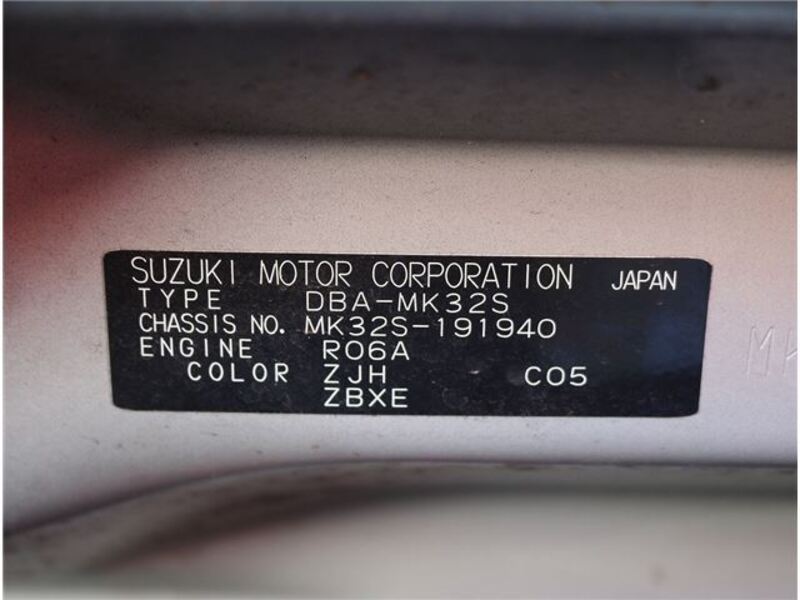 SUZUKI MOTOR CORPORATION JAPAN
TYPE DBA-MK32S
CHASSIS NO. MK32S-191940
ENGINE R06A
COLOR ZJH C05
ZBXE